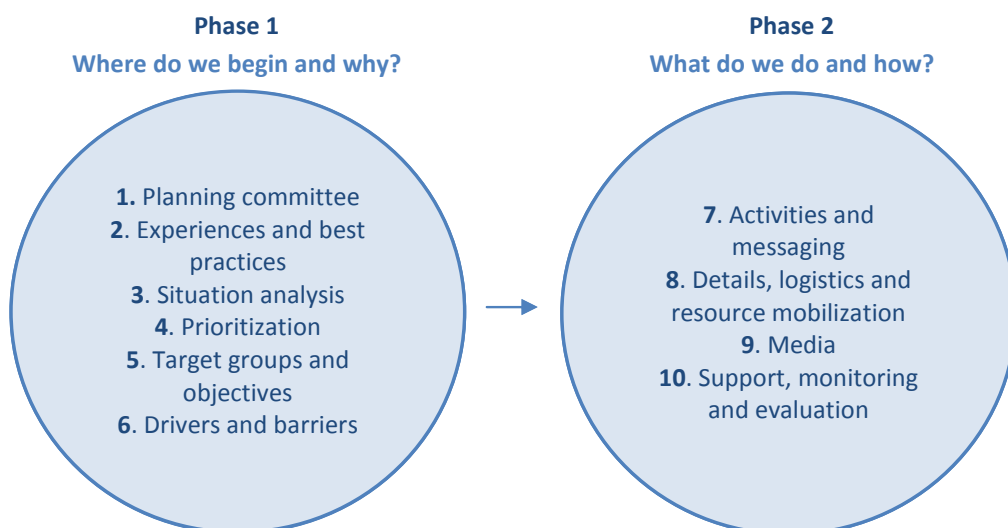 Phase 1
Where do we begin and why?
1. Planning committee
2. Experiences and best
practices
3. Situation analysis
4. Prioritization
5. Target groups and
objectives
6. Drivers and barriers
Phase 2
What do we do and how?
7. Activities and
messaging
8. Details, logistics and
resource mobilization
9. Media
10. Support, monitoring
and evaluation